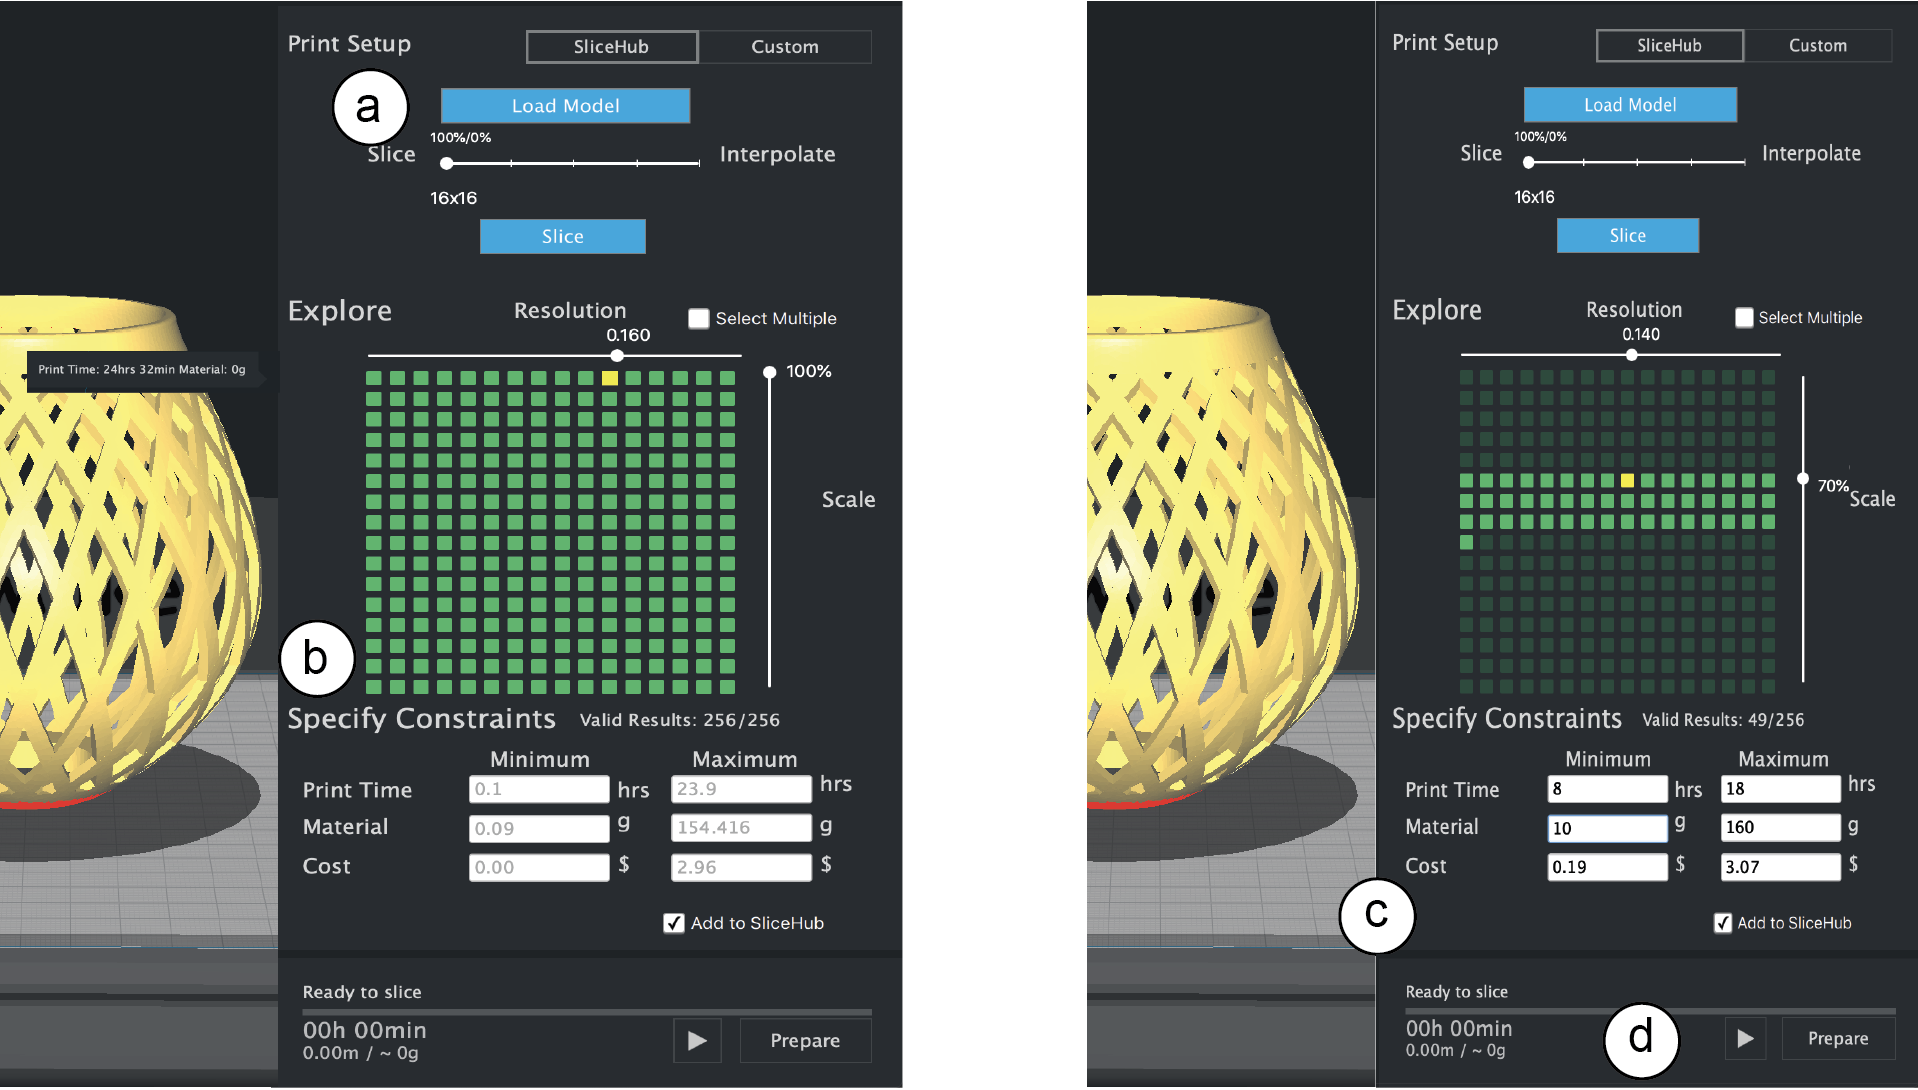 Print Setup
SliceHub
Custom
a
Load Model
100%/0%
Slice
Interpolate
16x16
Slice
Explore
Resolution
Select Multiple
0.160
Print Time: 24hrs 32min Material: 0g
100%
Scale
b
Specify Constraints
Valid Results: 256/256
Minimum
Maximum
Print Time
0.1
hrs
23.9
hrs
Material
0.09
g
154.416
g
Cost
0.00
$
2.96
$
Add to SliceHub
Ready to slice
00h 00min
0.00m / ~ 0g
Prepare
Print Setup
SliceHub
Custom
Load Model
100%/0%
Slice
Interpolate
16x16
Slice
Explore
Resolution
Select Multiple
0.140
70%
Scale
Specify Constraints
Valid Results: 49/256
Minimum
Maximum
Print Time
8
hrs
18
hrs
Material
10
g
160
g
Cost
0.19
$
3.07
$
c
Add to SliceHub
Ready to slice
00h 00min
0.00m / ~ 0g
d
Prepare